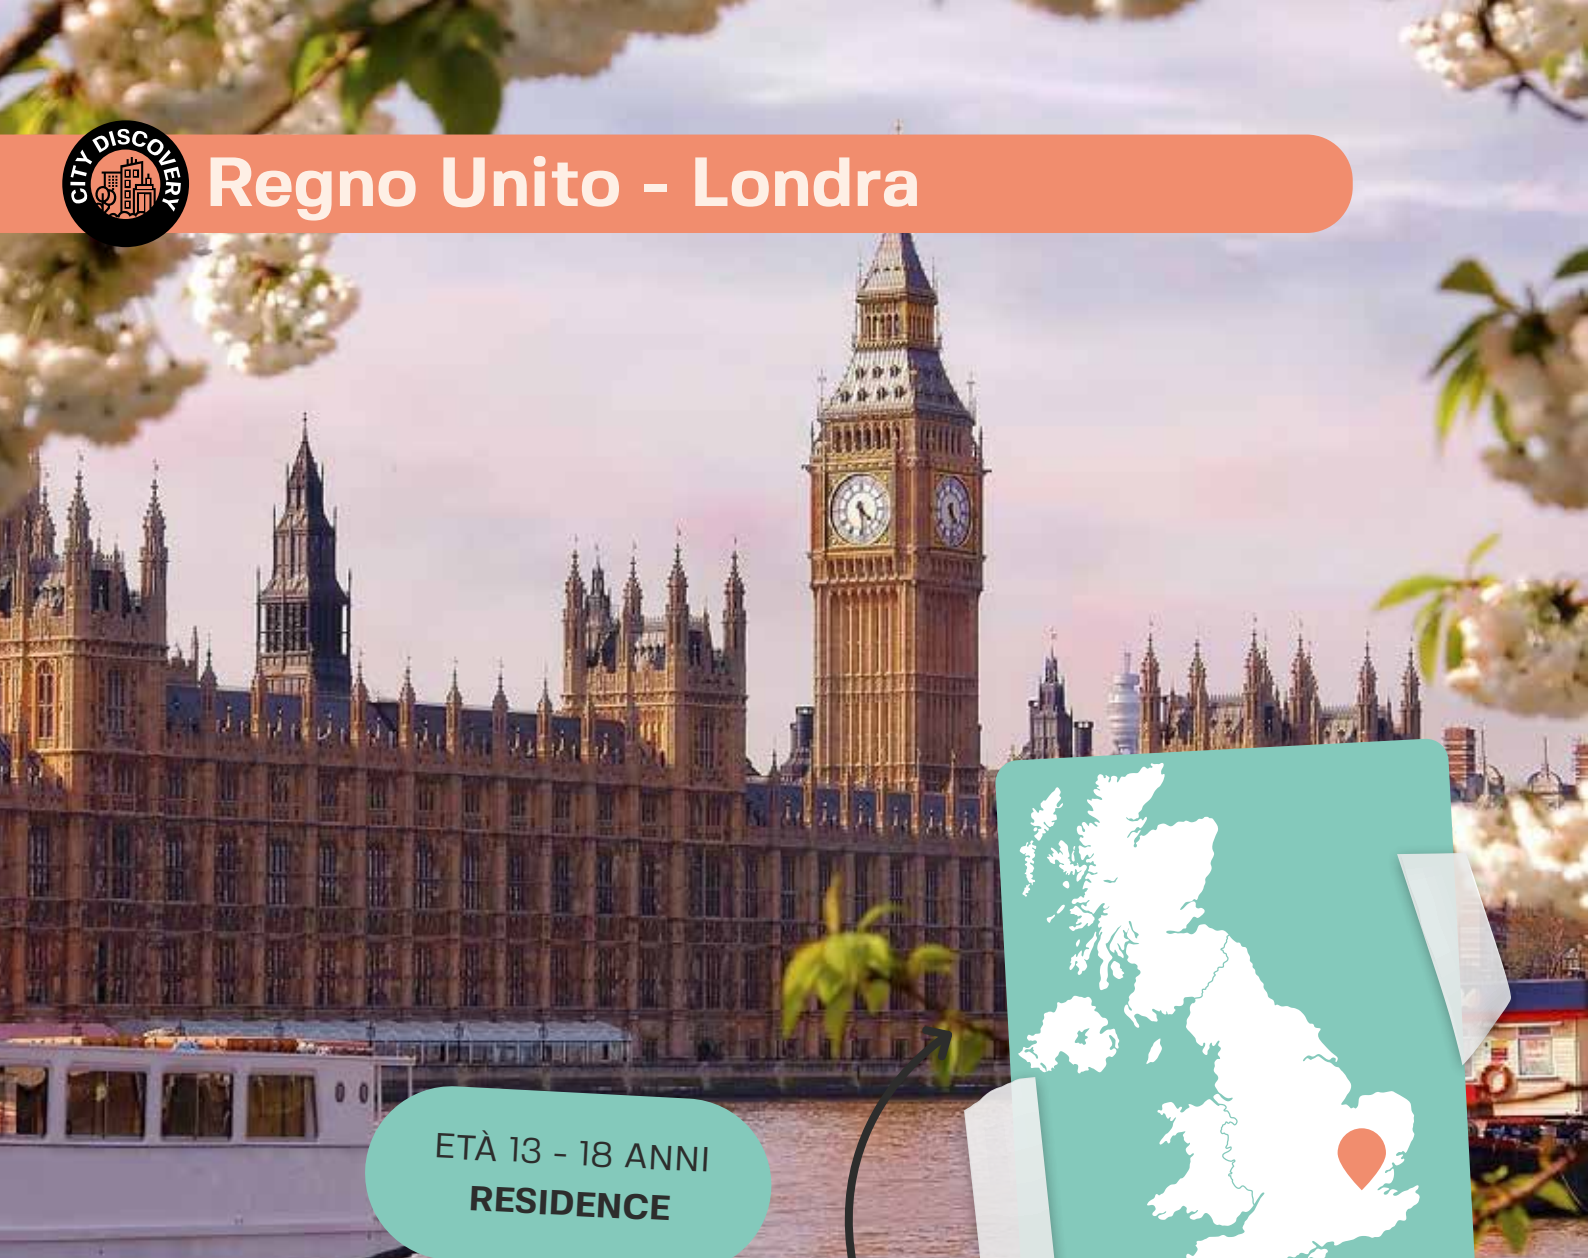 CITY DISCOVERY
Regno Unito - Londra
ETÀ 13 - 18 ANNI
RESIDENCE